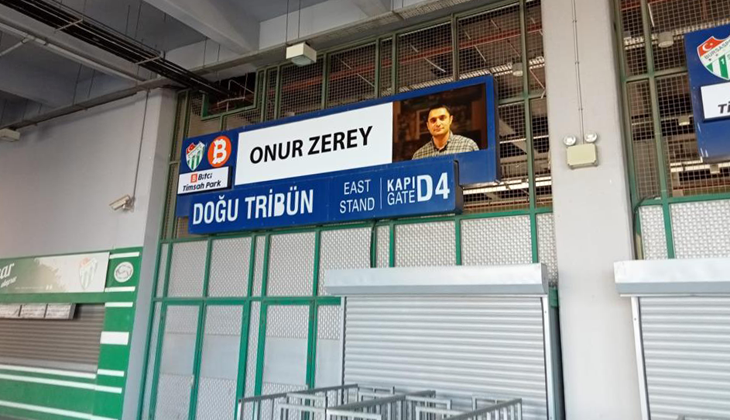 ONUR ZEREY
Bitci
Timsah Park
DOĞU TRİBÜN
EAST
STAND
KAPI
GATE
D4